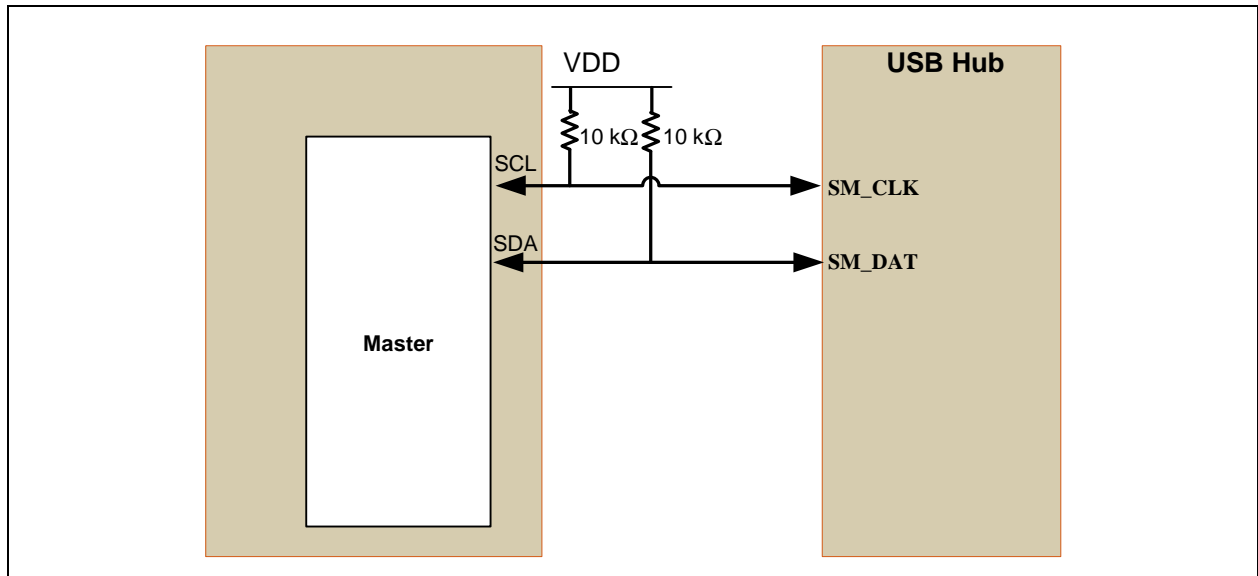 VDD
USB Hub
10 kΩ 10 kΩ
SCL
SM_CLK
SDA
SM_DAT
Master